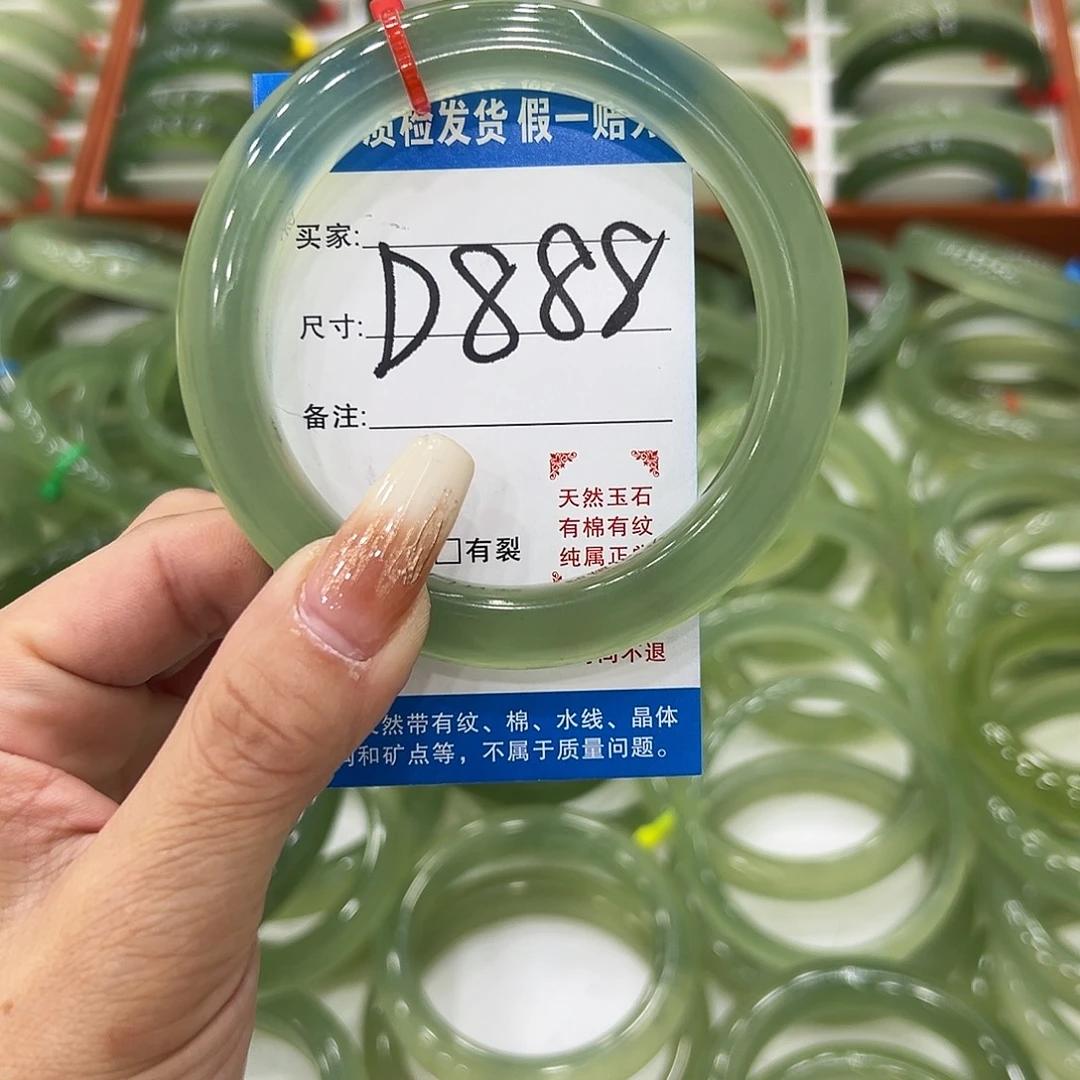 质检发货 假一赔
买家:
D888
尺寸:
备注:
天然玉石
有棉有纹
纯属正
□有裂
不退
然带有纹、棉、水线、晶体
和矿点等，不属于质量问题。